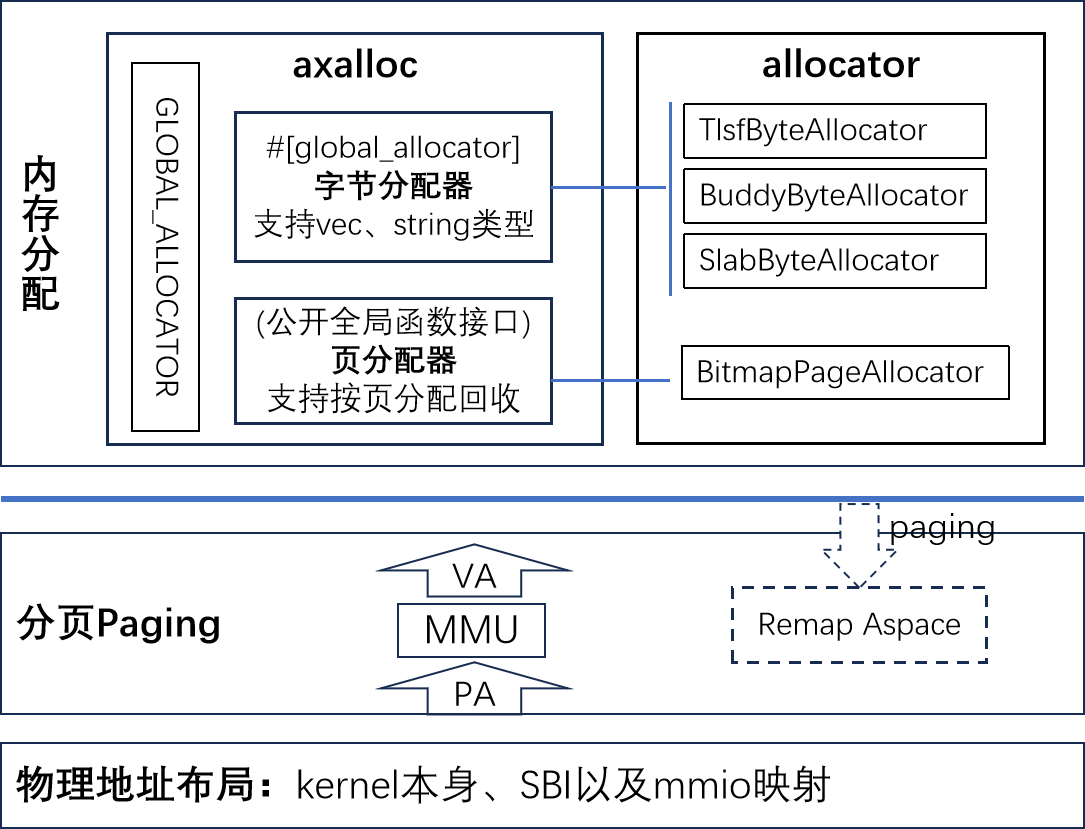 内存分配
axalloc
GLOBAL_ALLOCATOR
#[global_allocator]
字节分配器
支持vec、string类型
(公开全局函数接口)
页分配器
支持按页分配回收
allocator
TlsfByteAllocator
BuddyByteAllocator
SlabByteAllocator
BitmapPageAllocator
分页Paging
VA
MMU
PA
paging
Remap Aspace
物理地址布局：kernel本身、SBI以及mmio映射